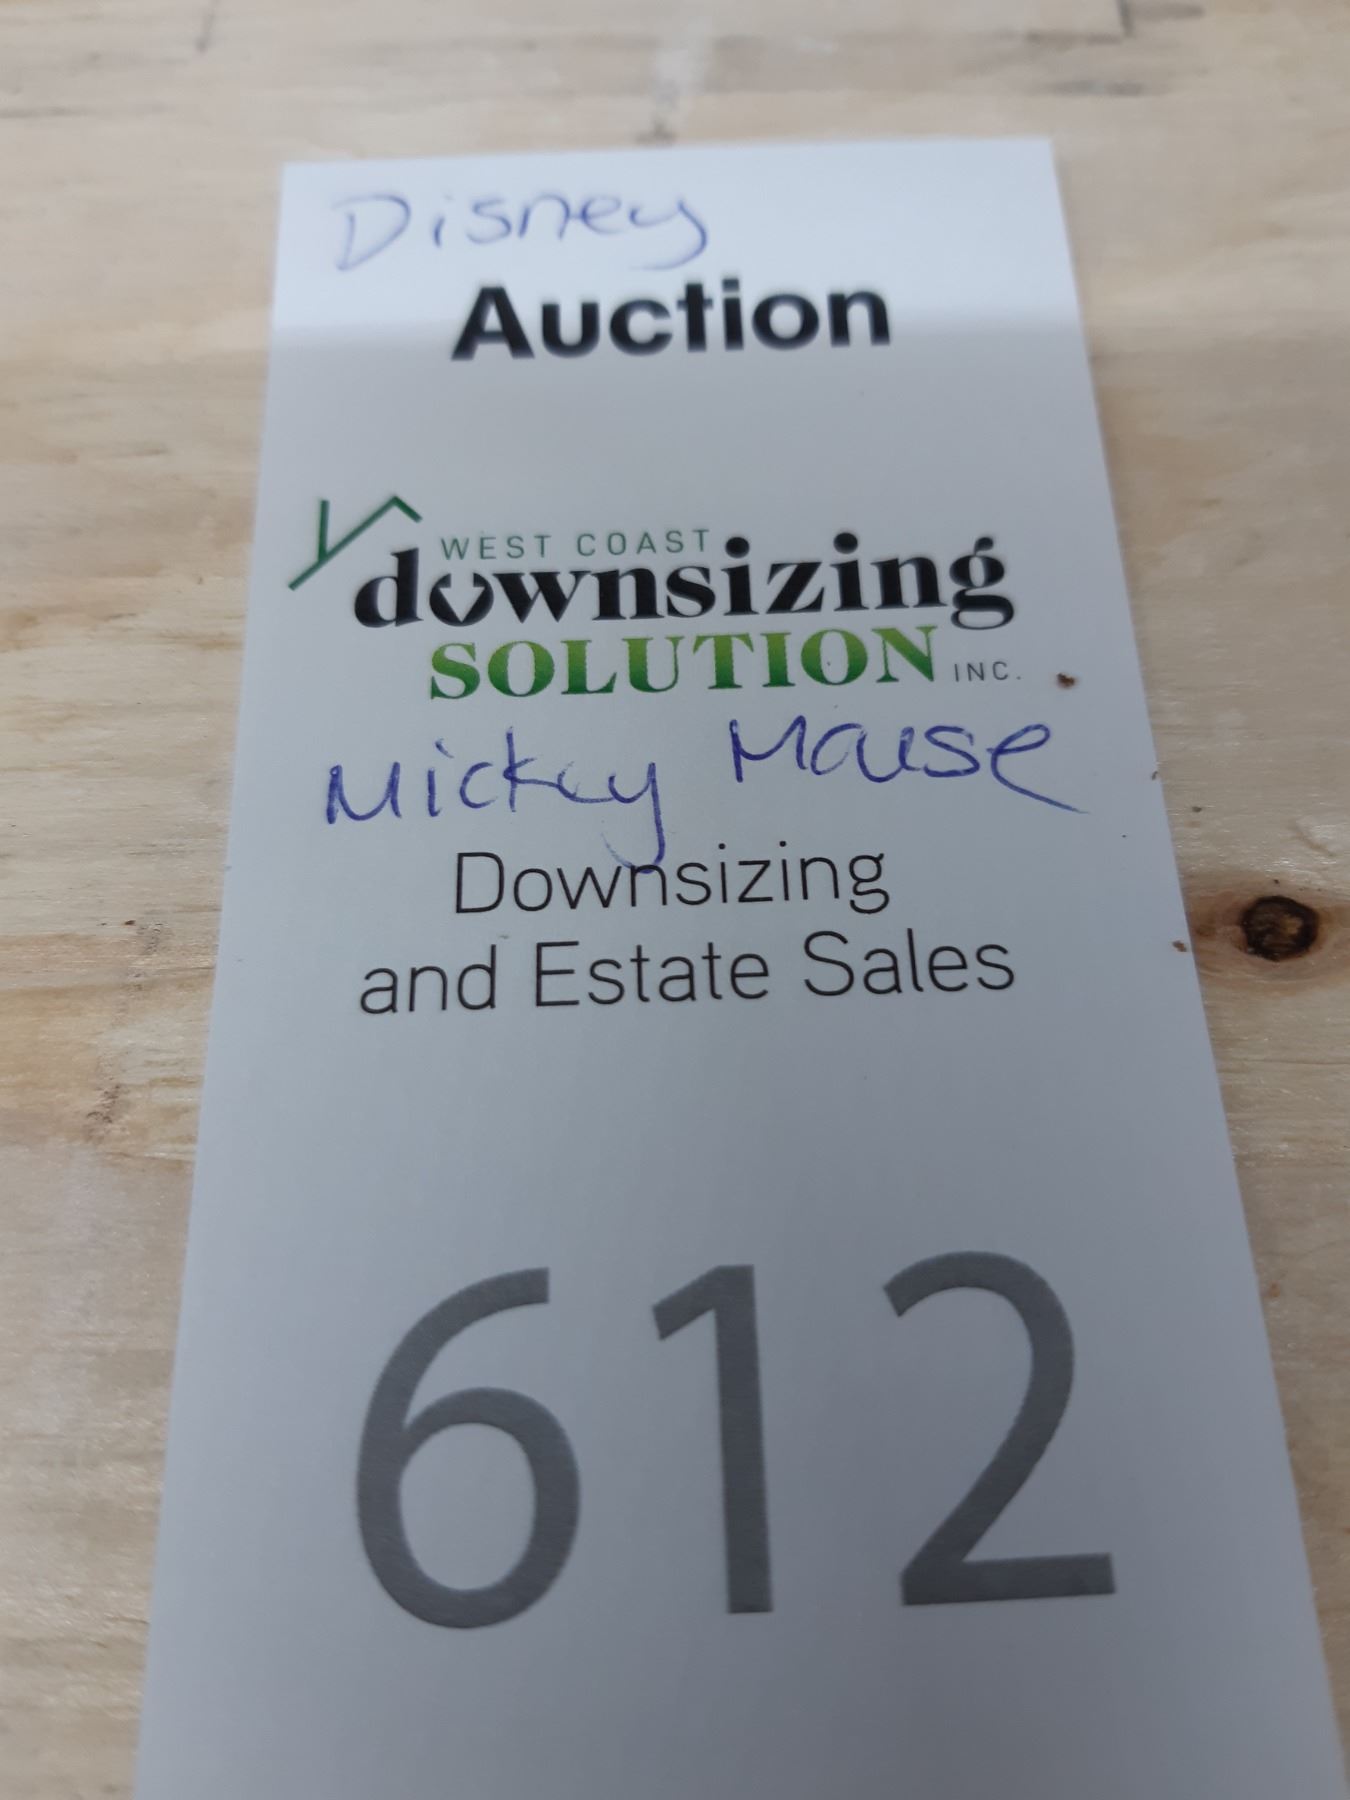 Disney
Auction
WEST COAST
downsizing
SOLUTION INC.
Mickey Mouse
Downsizing
and Estate Sales
612